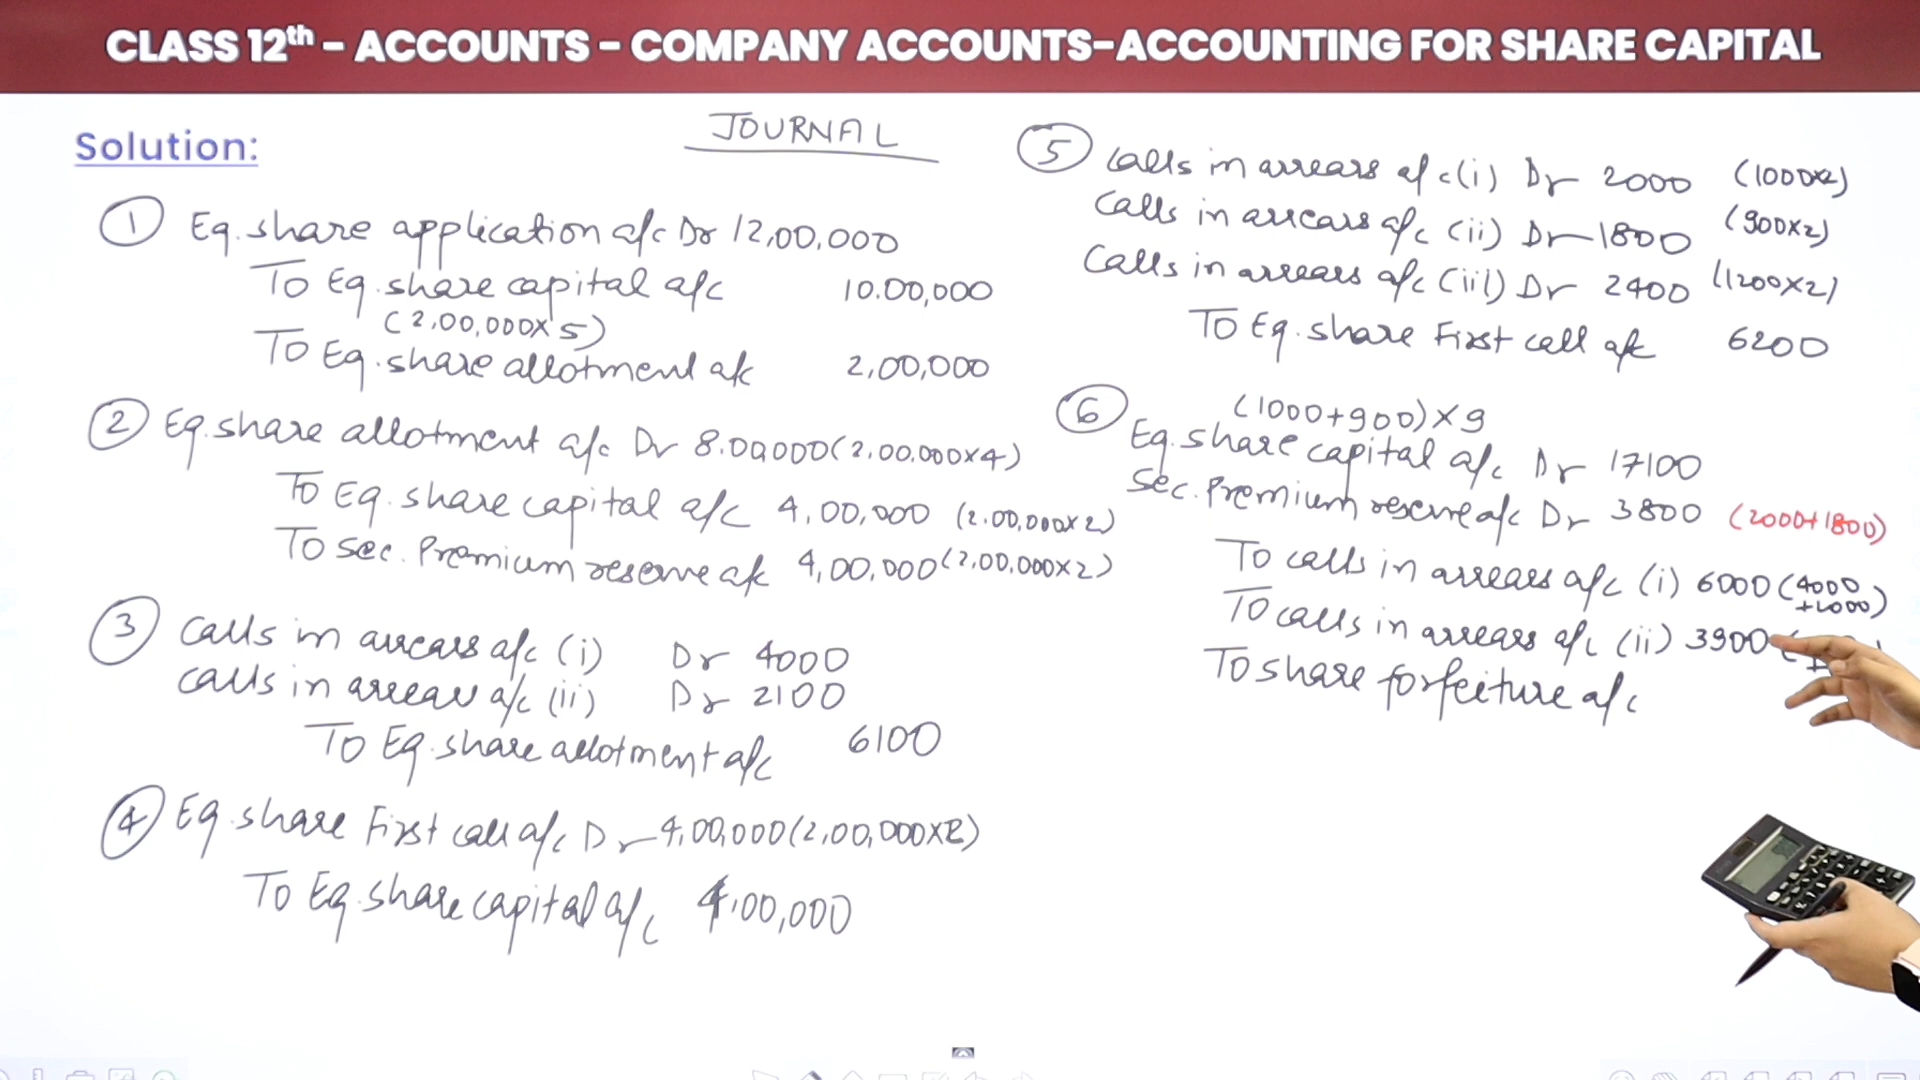 CLASS 12th - ACCOUNTS - COMPANY ACCOUNTS-ACCOUNTING FOR SHARE CAPITAL
Solution:
JOURNAL
① Eq. share application a/c Dr 12,00,000
To Eq. share capital a/c 10.00,000
(2,00,000x5)
To Eq. share allotment a/c 2,00,000
② Eq. share allotment a/c Dr 8.00,000 (2,00,000x4)
To Eq. share capital a/c 4,00,000 (2.00,000x2)
To Sec. Premium reserve a/c 4,00,000 (2,00,000x2)
③ Calls in arrears a/c (i) Dr 4000
Calls in arrears a/c (ii) Dr 2100
To Eq. share allotment a/c 6100
④ Eq. share First call a/c Dr 4,00,000 (2,00,000x2)
To Eq. share capital a/c 4,00,000
⑤ Calls in arrears a/c (i) Dr 2000 (1000x2)
Calls in arrears a/c (ii) Dr 1800 (900x2)
Calls in arrears a/c (iii) Dr 2400 (1200x2)
To Eq. share First call a/c 6200
⑥ (1000+900)x9
Eq. share capital a/c Dr 17100
Sec. Premium reserve a/c Dr 3800 (2000+1800)
To calls in arrears a/c (i) 6000 (4000
+2000)
To calls in arrears a/c (ii) 3900
To share forfeiture a/c